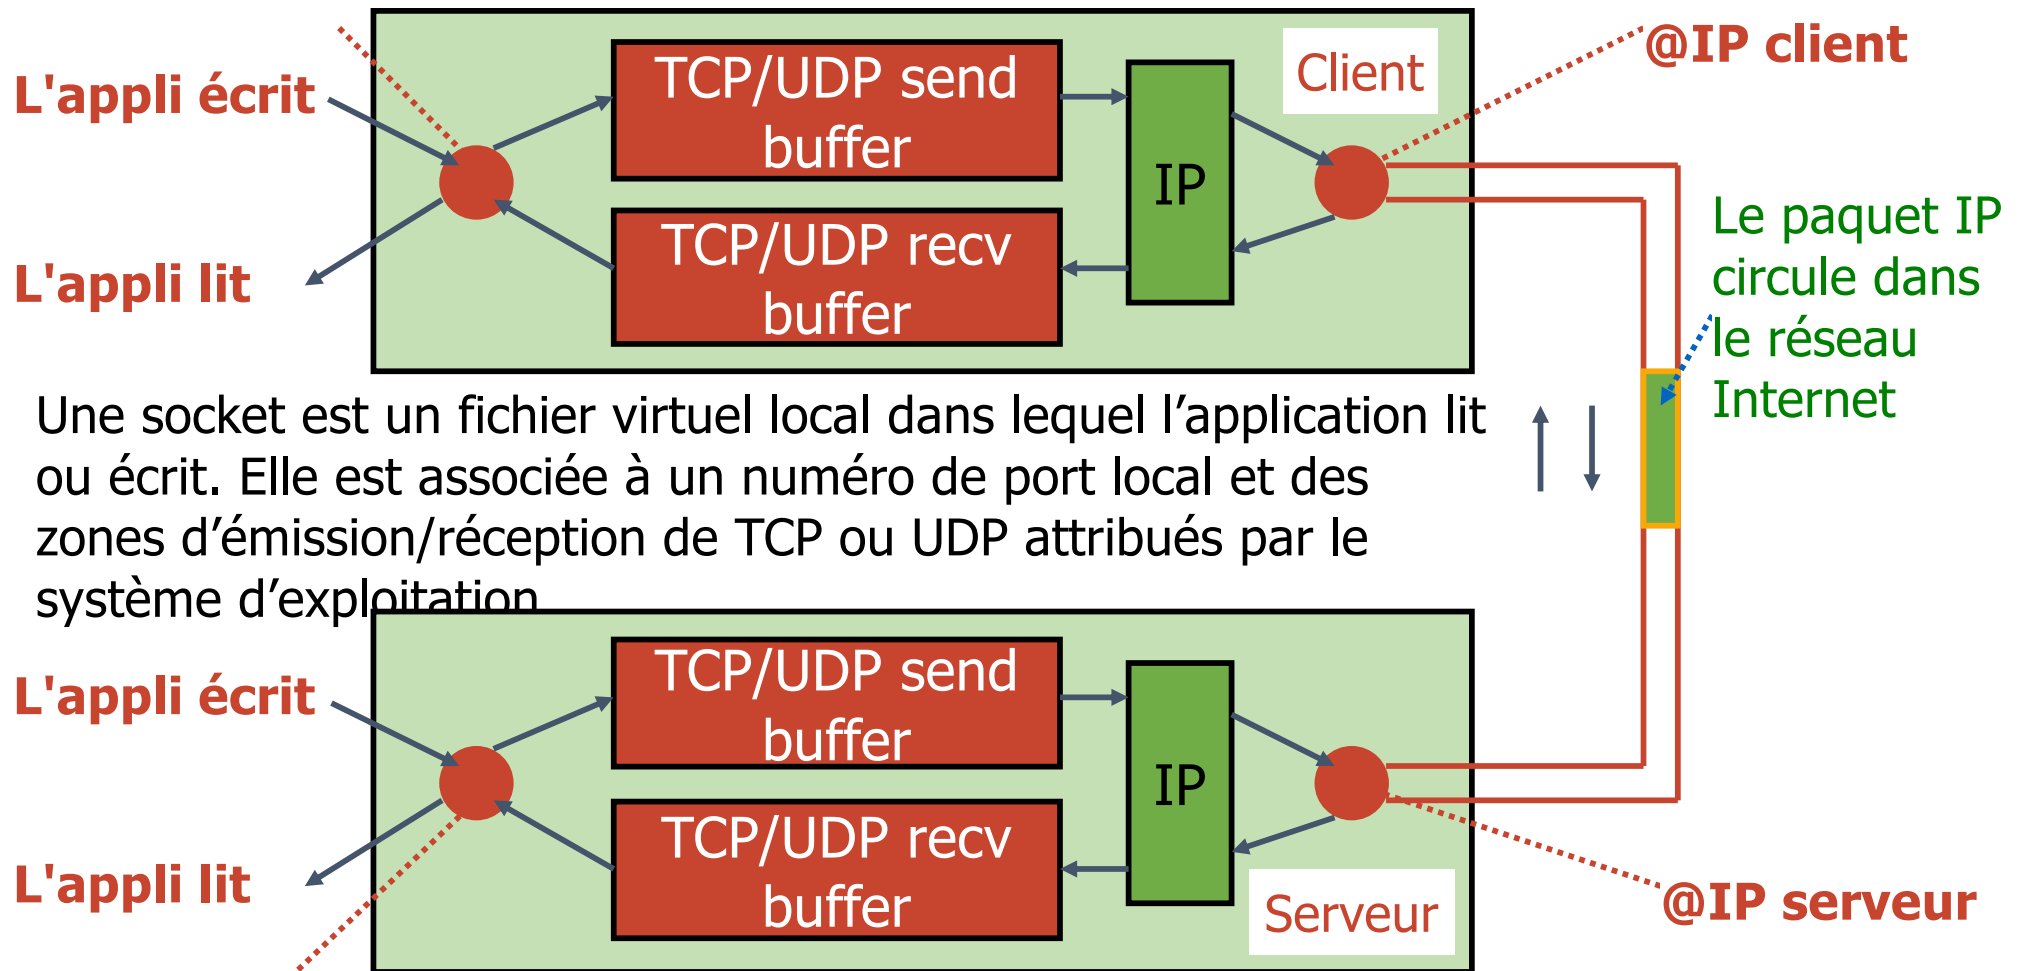 L'appli écrit
TCP/UDP send
buffer
Client
@IP client
IP
TCP/UDP recv
buffer
L'appli lit
Le paquet IP
circule dans
le réseau
Internet
Une socket est un fichier virtuel local dans lequel l’application lit
ou écrit. Elle est associée à un numéro de port local et des
zones d’émission/réception de TCP ou UDP attribués par le
système d’exploitation
L'appli écrit
TCP/UDP send
buffer
IP
TCP/UDP recv
buffer
L'appli lit
Serveur
@IP serveur